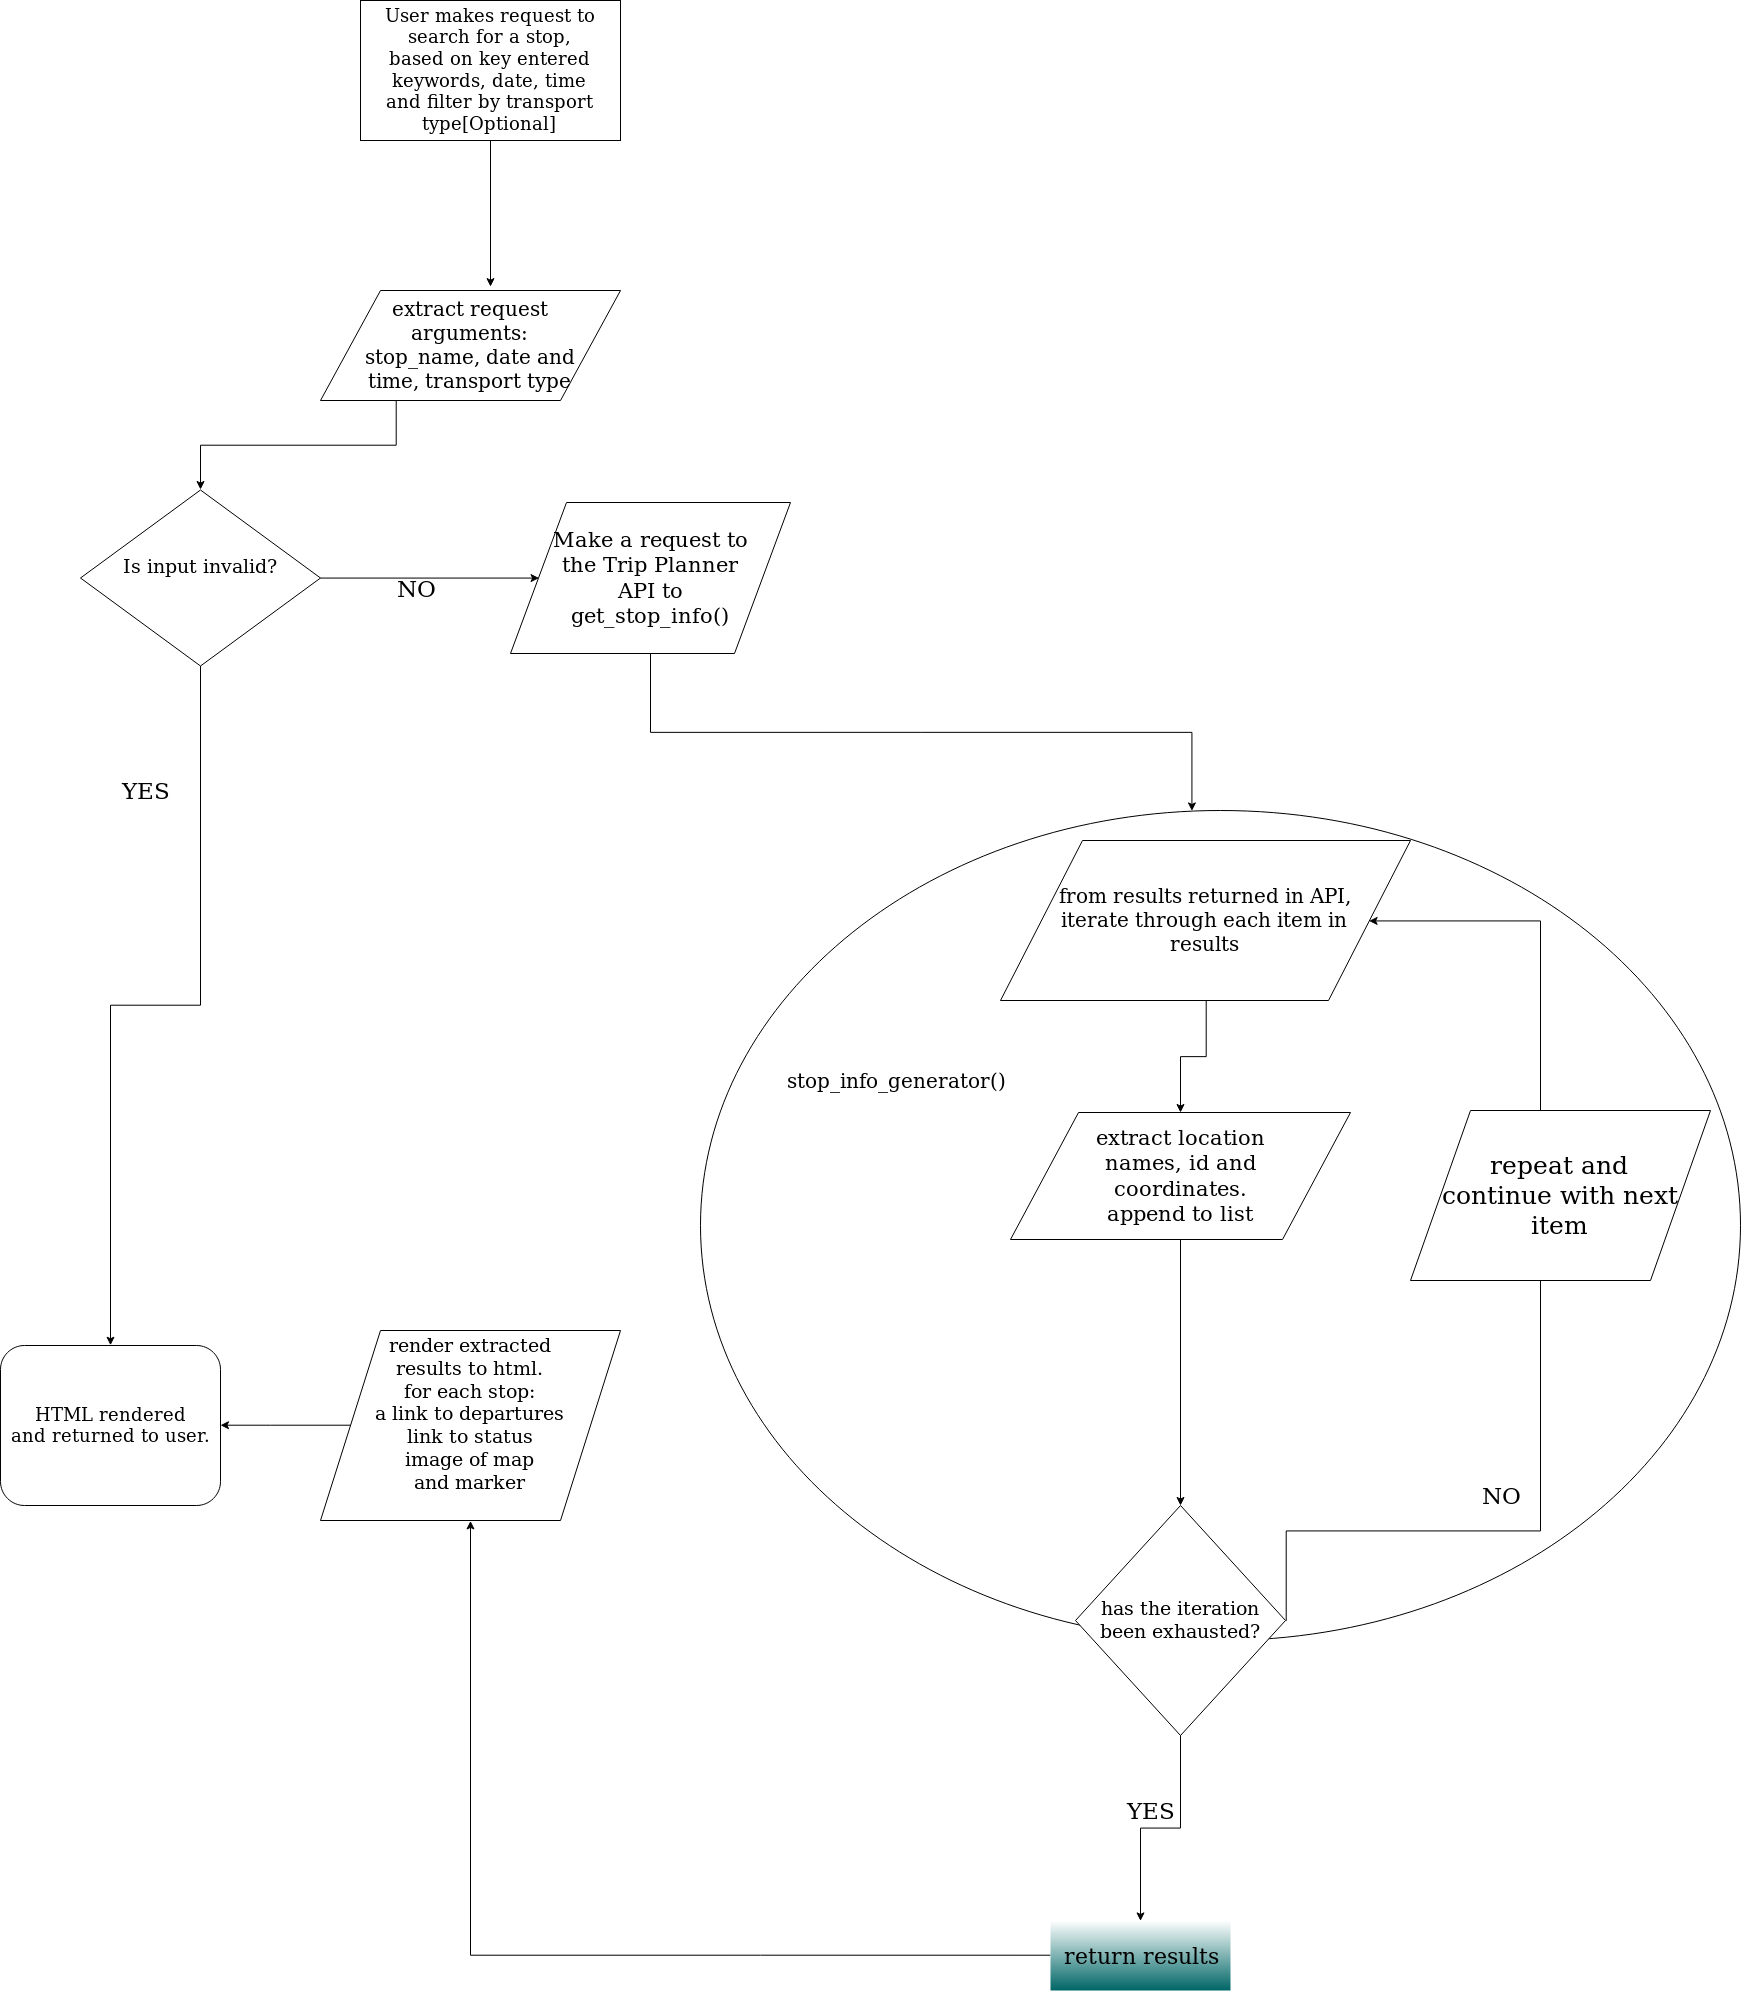 User makes request to
search for a stop,
based on key entered
keywords, date, time
and filter by transport
type[Optional]
extract request
arguments:
stop_name, date and
time, transport type
Is input invalid?
NO
Make a request to
the Trip Planner
API to
get_stop_info()
YES
from results returned in API,
iterate through each item in
results
stop_info_generator()
extract location
names, id and
coordinates.
append to list
repeat and
continue with next
item
HTML rendered
and returned to user.
render extracted
results to html.
for each stop:
a link to departures
link to status
image of map
and marker
NO
has the iteration
been exhausted?
YES
return results